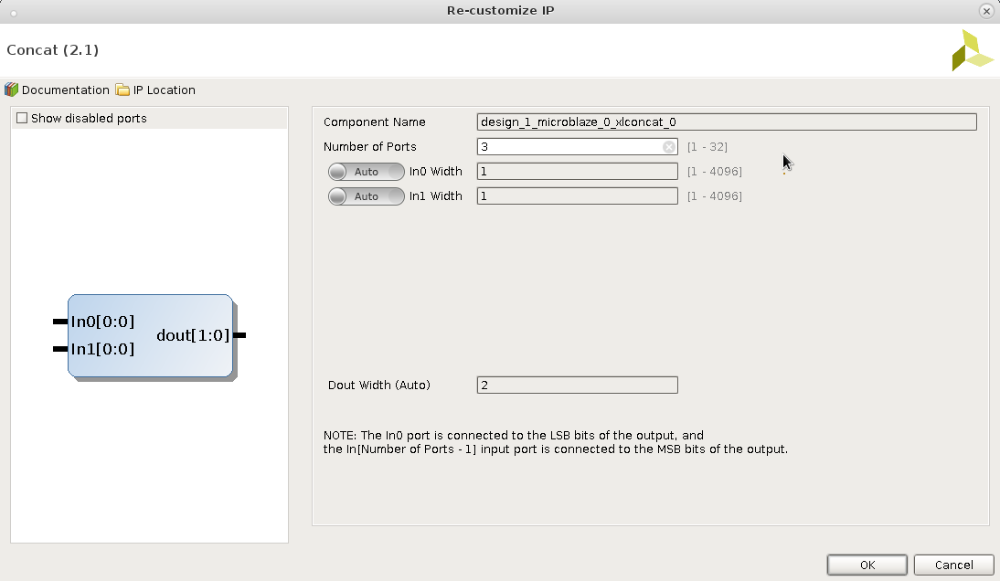 Re-customize IP
Concat (2.1)
Documentation IP Location
Show disabled ports
In0[0:0]
In1[0:0]
dout[1:0]
Component Name design_1_microblaze_0_xlconcat_0
Number of Ports 3 [1 - 32]
Auto In0 Width 1 [1 - 4096]
Auto In1 Width 1 [1 - 4096]
Dout Width (Auto) 2
NOTE: The In0 port is connected to the LSB bits of the output, and
the In[Number of Ports - 1] input port is connected to the MSB bits of the output.
OK Cancel